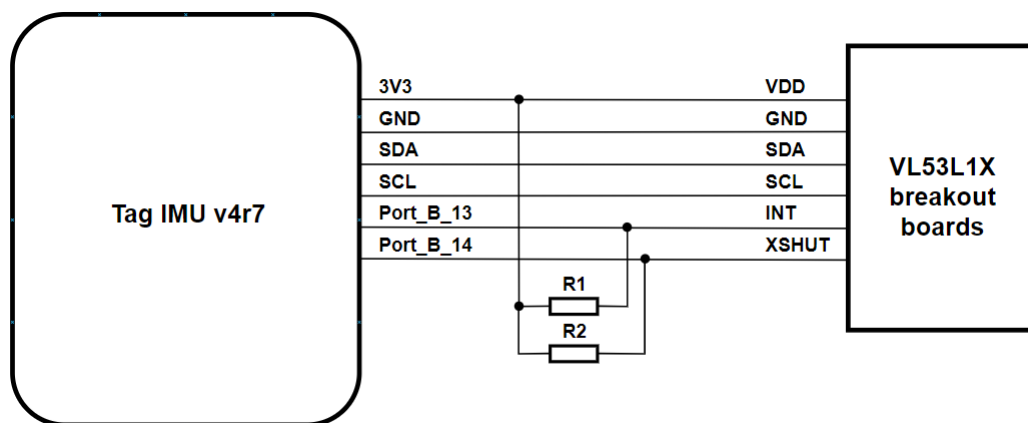 Tag IMU v4r7
3V3
GND
SDA
SCL
Port_B_13
Port_B_14
VDD
GND
SDA
SCL
INT
XSHUT
R1
R2
VL53L1X
breakout
boards